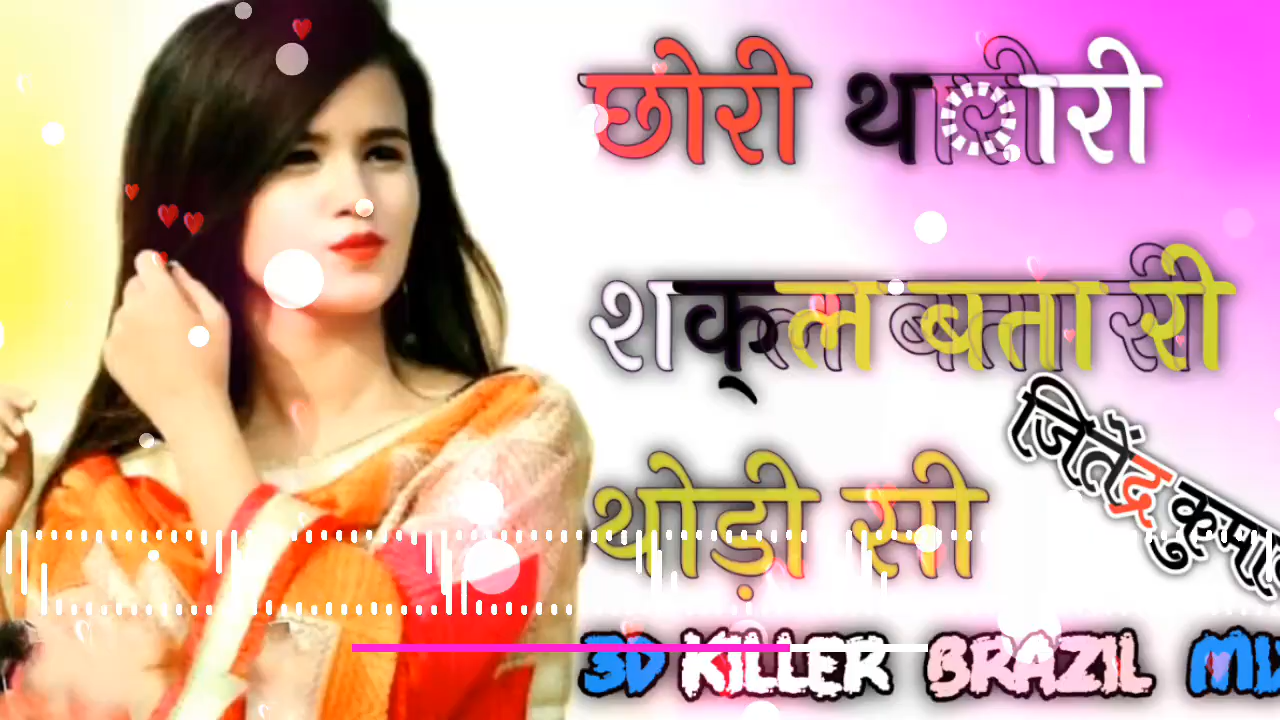 छोरी थारोरी
शक्ल बता री
थोड़ी सी
जितेंद्र कुमार
3D KILLER BRAZIL MI